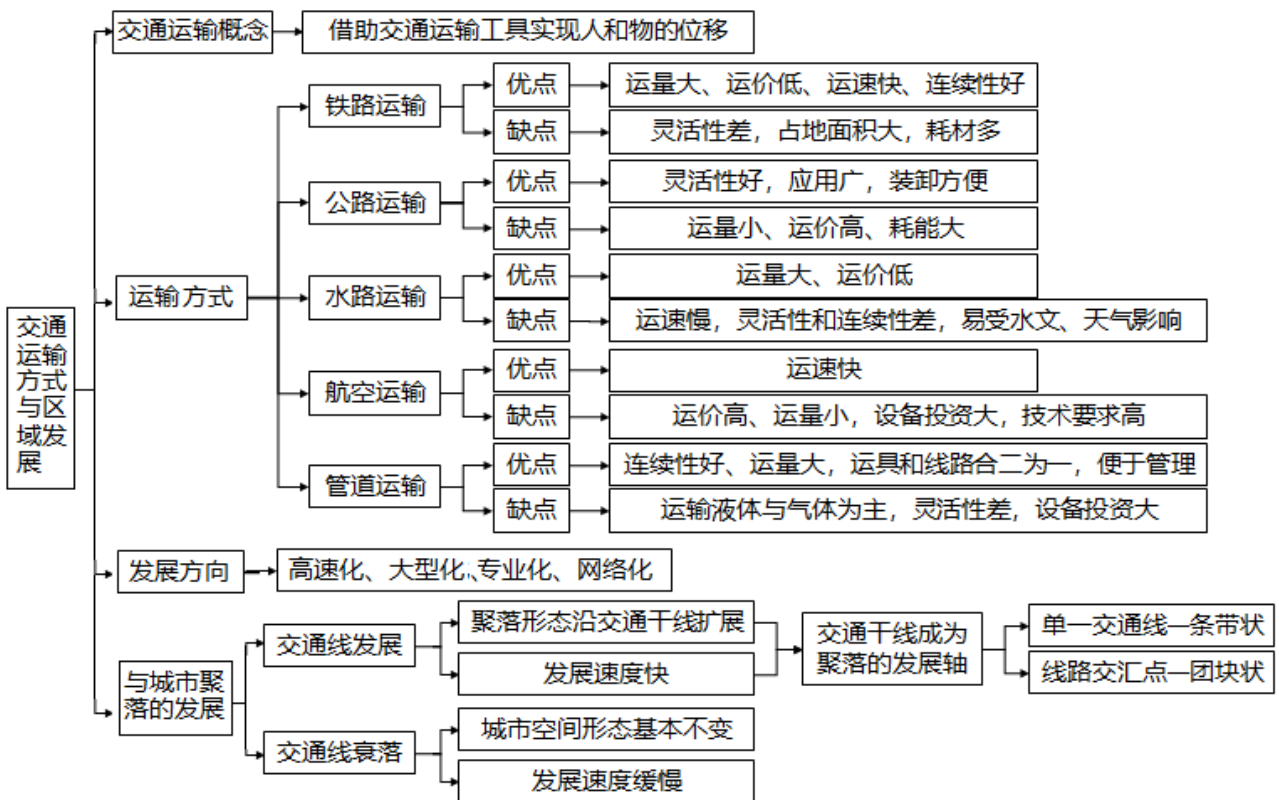 交通运输概念
借助交通运输工具实现人和物的位移
铁路运输
优点
运量大、运价低、运速快、连续性好
缺点
灵活性差，占地面积大，耗材多
公路运输
优点
灵活性好，应用广，装卸方便
缺点
运量小、运价高、耗能大
运输方式
水路运输
优点
运量大、运价低
缺点
运速慢，灵活性和连续性差，易受水文、天气影响
交通
运输
方式
与区
域发
展
航空运输
优点
运速快
缺点
运价高、运量小，设备投资大，技术要求高
管道运输
优点
连续性好、运量大，运具和线路合二为一，便于管理
缺点
运输液体与气体为主，灵活性差，设备投资大
发展方向
高速化、大型化、专业化、网络化
与城市聚
落的发展
交通线发展
聚落形态沿交通干线扩展
发展速度快
交通干线成为
聚落的发展轴
单一交通线—条带状
线路交汇点—团块状
交通线衰落
城市空间形态基本不变
发展速度缓慢